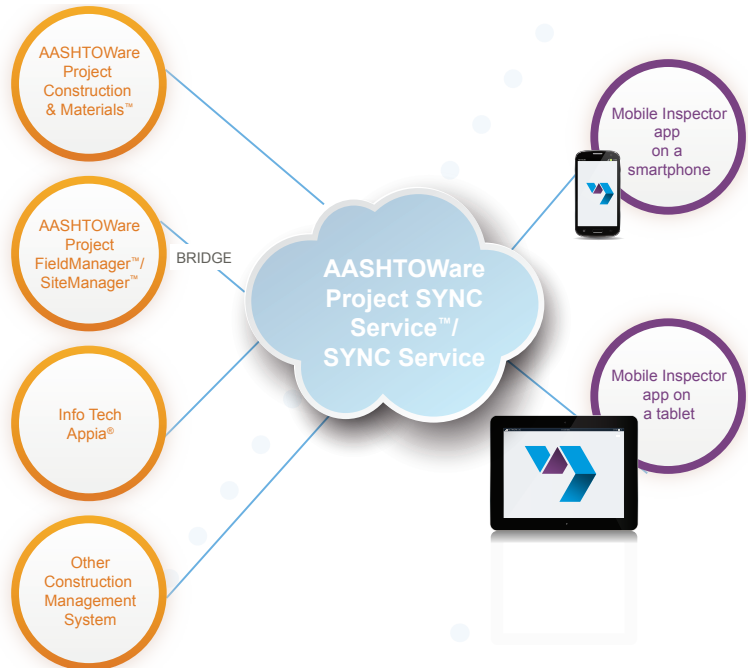 AASHTOWare
Project
Construction
& Materials™
AASHTOWare
Project
FieldManager™/
SiteManager™
BRIDGE
Info Tech
Appia®
Other
Construction
Management
System
AASHTOWare
Project SYNC
Service™/
SYNC Service
Mobile Inspector
app
on a
smartphone
Mobile Inspector
app on
a tablet